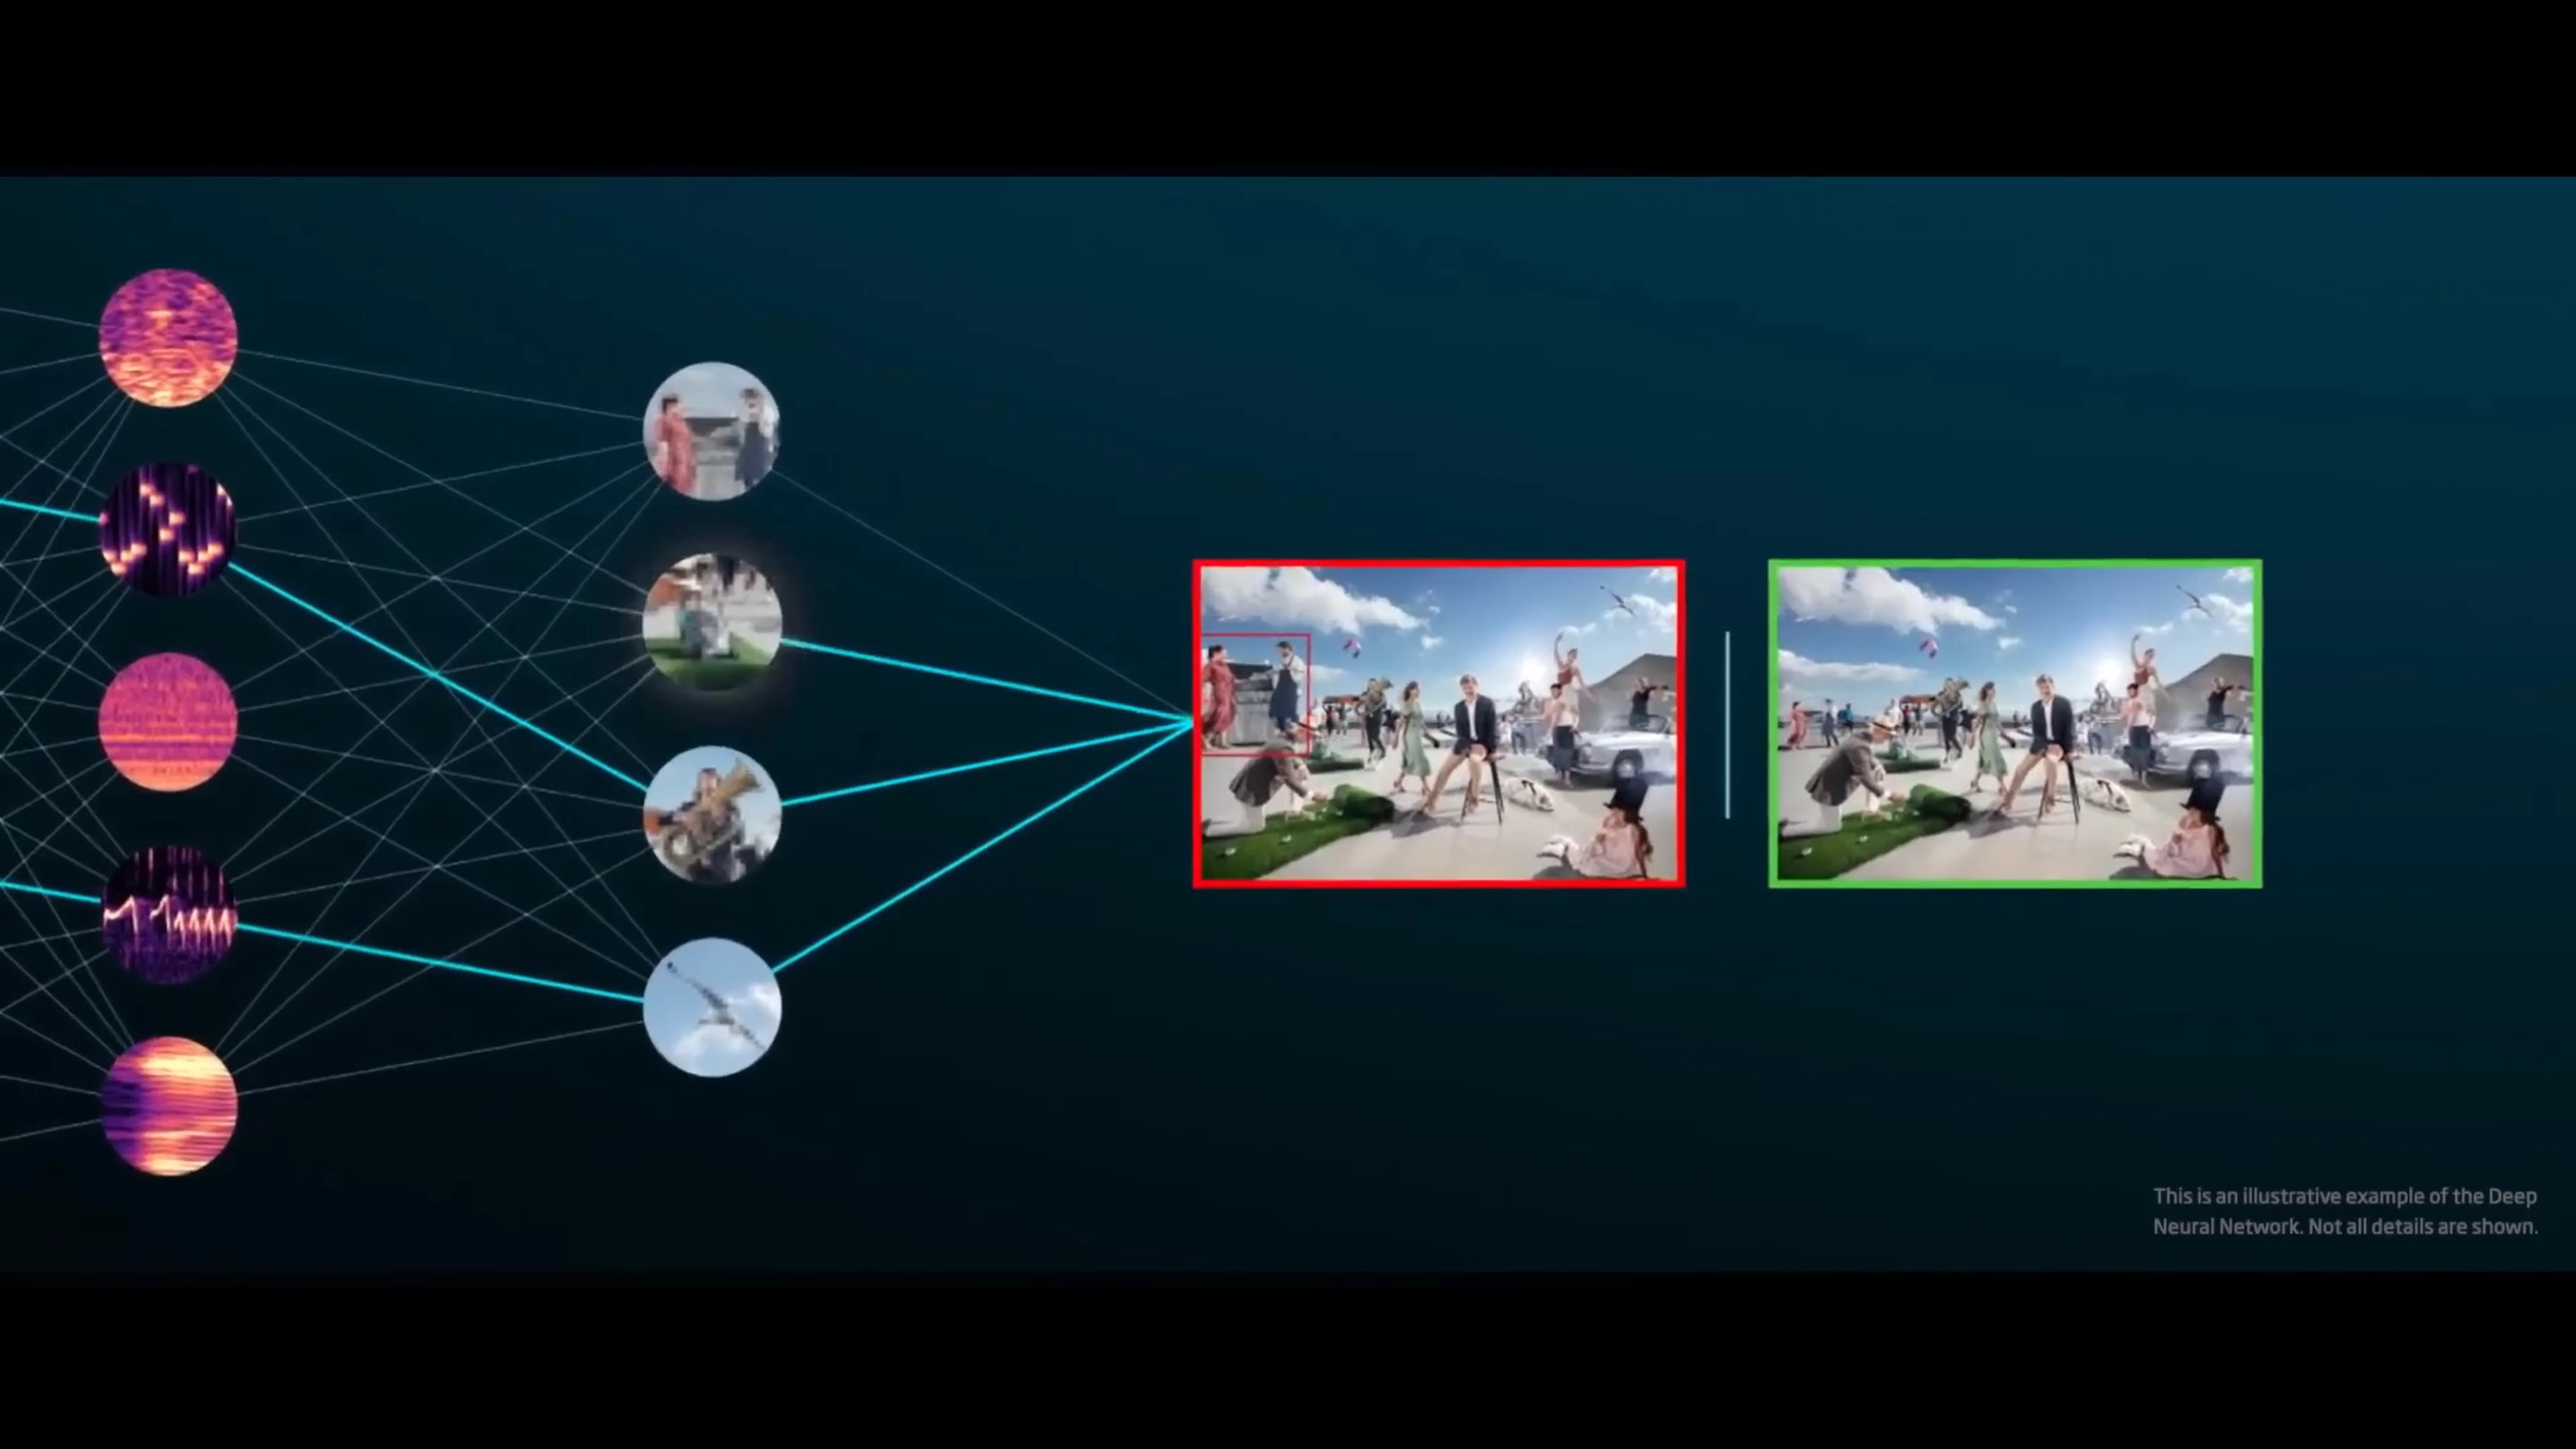 This is an illustrative example of the Deep
Neural Network. Not all details are shown.